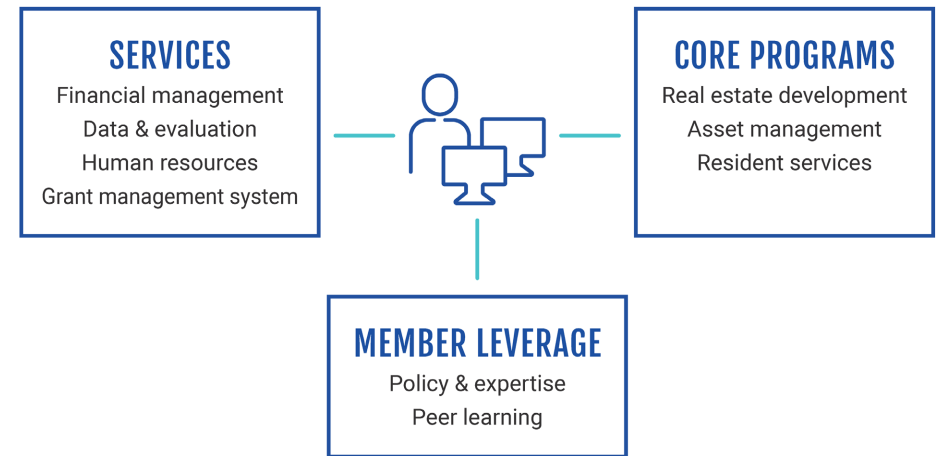 SERVICES
Financial management
Data & evaluation
Human resources
Grant management system
CORE PROGRAMS
Real estate development
Asset management
Resident services
MEMBER LEVERAGE
Policy & expertise
Peer learning